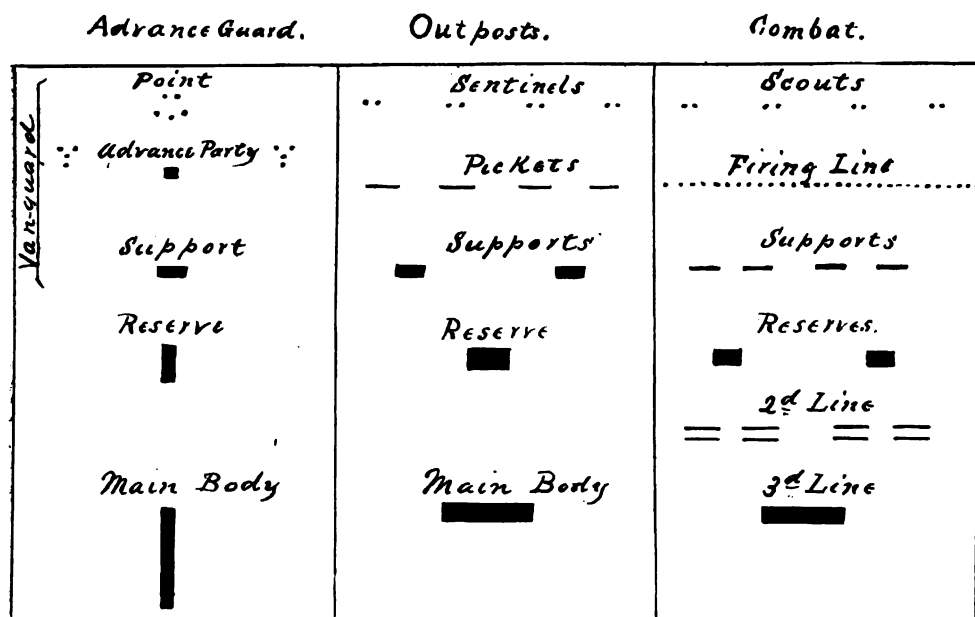 Advance Guard.
Outposts.
Combat.
Van-guard
Point
Advance Party
Support
Reserve
Main Body
Sentinels
Pickets
Supports
Reserve
Main Body
Scouts
Firing Line
Supports
Reserves.
2d Line
3d Line